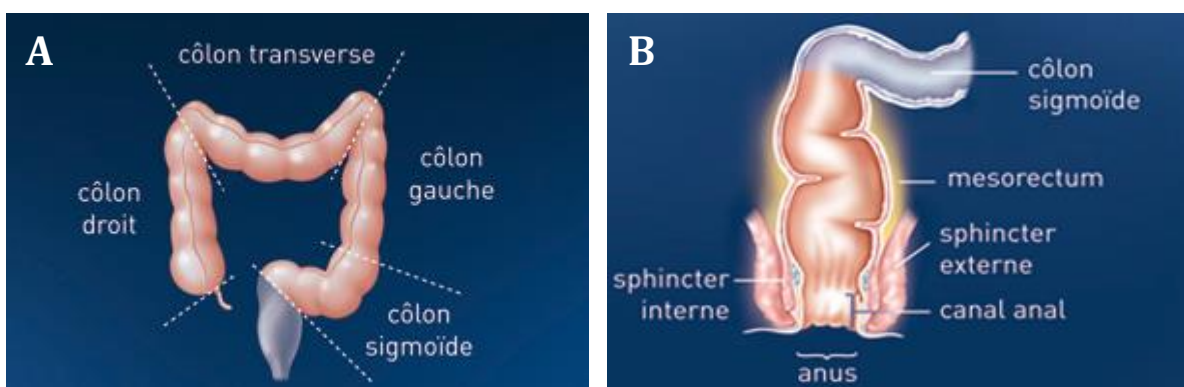 A
côlon transverse
côlon
droit
côlon
gauche
côlon
sigmoïde
B
côlon
sigmoïde
mesorectum
sphincter
externe
sphincter
interne
canal anal
anus